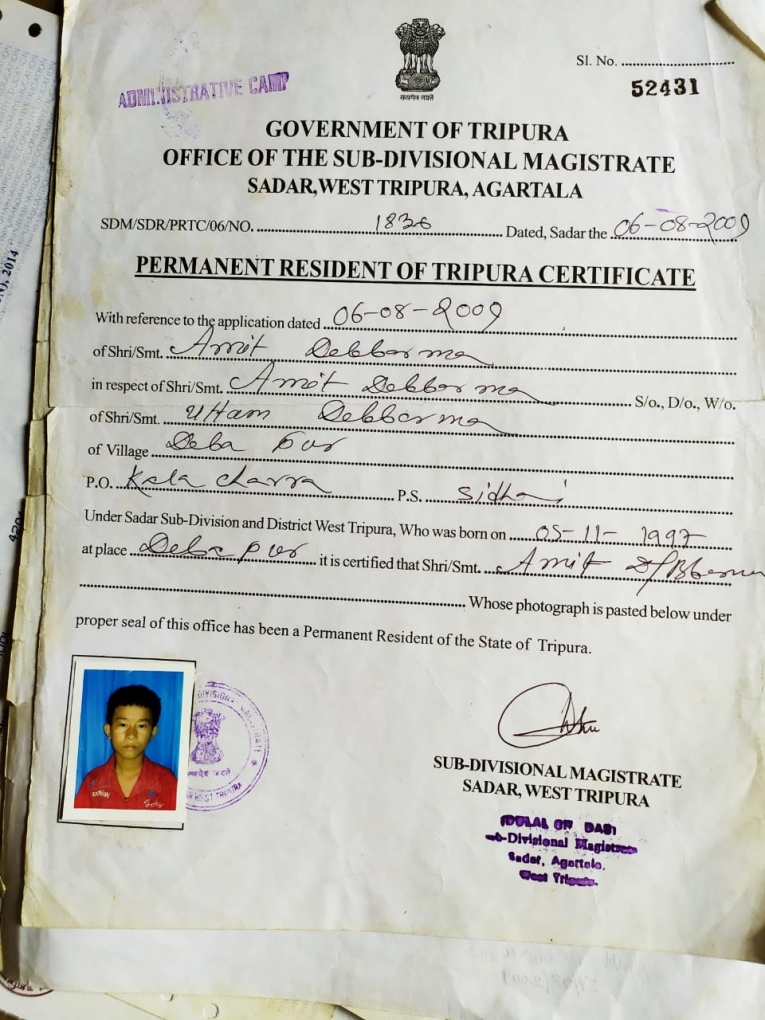 ADMINISTRATIVE CAMP
सत्यमेव जयते
Sl. No. ..............................
52431
GOVERNMENT OF TRIPURA
OFFICE OF THE SUB-DIVISIONAL MAGISTRATE
SADAR,WEST TRIPURA, AGARTALA
SDM/SDR/PRTC/06/NO. 1836 Dated, Sadar the 06-08-2009
PERMANENT RESIDENT OF TRIPURA CERTIFICATE
With reference to the application dated 06-08-2009
of Shri/Smt. Amit Debbarma
in respect of Shri/Smt. Amit Debbarma S/o., D/o., W/o.
of Shri/Smt. Uttam Debbarma
of Village Deba pur
P.O. Kala charra P.S. Sidhai
Under Sadar Sub-Division and District West Tripura, Who was born on 05-11-1997
at place Deba pur it is certified that Shri/Smt. Amit DebBarma
Whose photograph is pasted below under
proper seal of this office has been a Permanent Resident of the State of Tripura.
SUB-DIVISIONAL MAGISTRATE
SADAR, WEST TRIPURA
Sub-Divisional Magistrate
Sadar, Agartala,
West Tripura.
WEST TRIPURA
2014